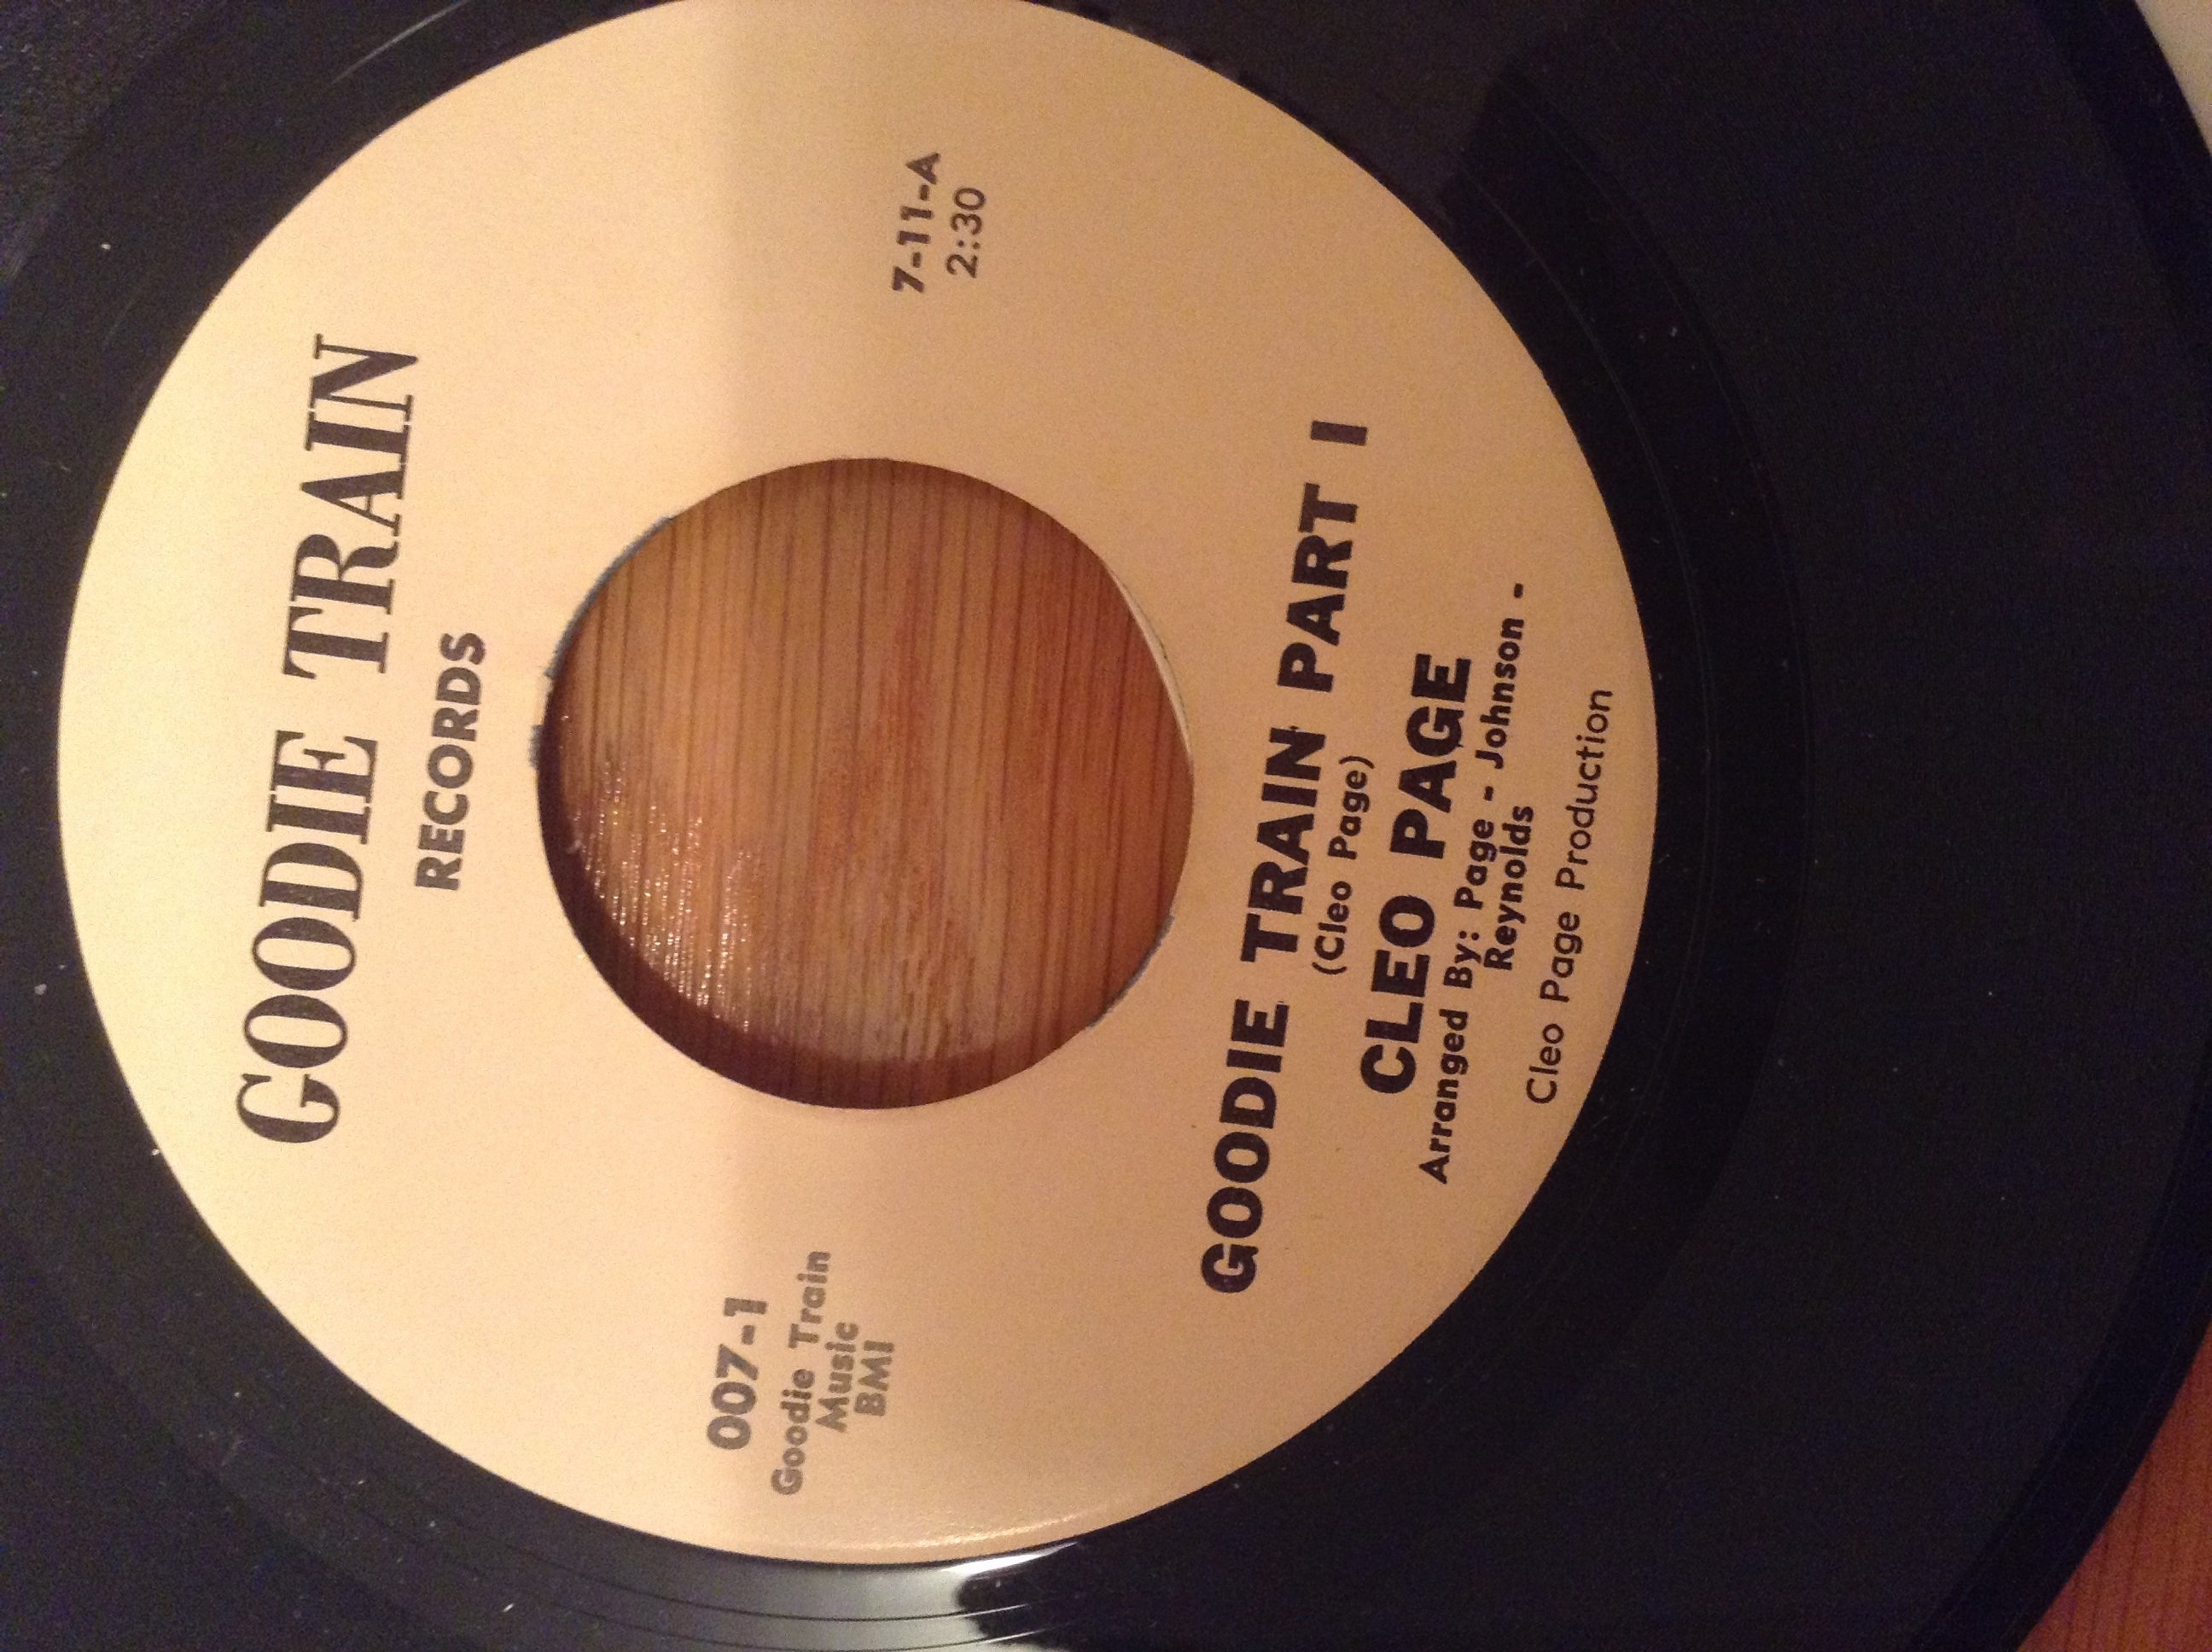 GOODIE TRAIN
RECORDS
007-1
Goodie Train
Music
BMI
7-11-A
2:30
GOODIE TRAIN PART I
(Cleo Page)
CLEO PAGE
Arranged By: Page - Johnson -
Reynolds
Cleo Page Production